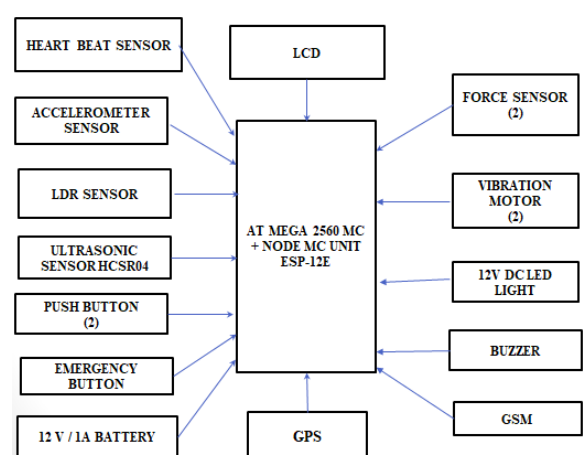 HEART BEAT SENSOR
LCD
FORCE SENSOR
(2)
ACCELEROMETER
SENSOR
LDR SENSOR
VIBRATION
MOTOR
(2)
AT MEGA 2560 MC
+ NODE MC UNIT
ESP-12E
ULTRASONIC
SENSOR HCSR04
12V DC LED
LIGHT
PUSH BUTTON
(2)
BUZZER
EMERGENCY
BUTTON
GSM
12 V / 1A BATTERY
GPS